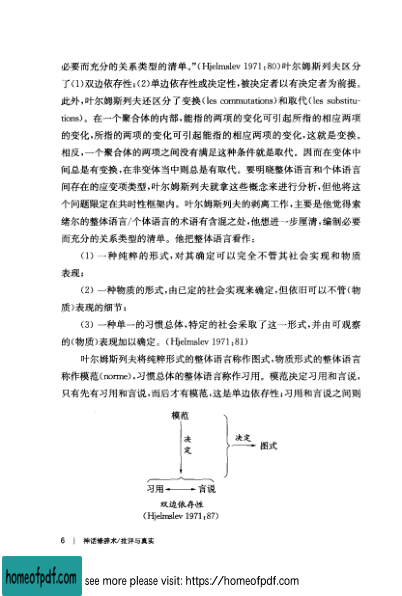 必要而充分的关系类型的清单。”(Hjelmslev 1971:80)叶尔姆斯列夫区分
了(1)双边依存性;(2)单边依存性或决定性,被决定者以有决定者为前提。
此外,叶尔姆斯列夫还区分了变换(les commutations)和取代(les substitu-
tions)。在一个聚合体的内部,能指的两项的变化可引起所指的相应两项
的变化,所指的两项的变化可引起能指的相应两项的变化,这就是变换。
相反,一个聚合体的两项之间没有满足这种条件就是取代。因而在变体中
间总是有变换,在非变体当中则总是有取代。要明晓整体语言和个体语言
间存在的应变项类型,叶尔姆斯列夫就拿这些概念来进行分析,但他将这
个问题限定在共时性框架内。叶尔姆斯列夫的剥离工作,主要是他觉得索
绪尔的整体语言/个体语言的术语有含混之处,他想进一步厘清,编制必要
而充分的关系类型的清单。他把整体语言看作:
(1) 一种纯粹的形式,对其确定可以完全不管其社会实现和物质
表现;
(2) 一种物质的形式,由已定的社会实现来确定,但依旧可以不管(物
质)表现的细节;
(3) 一种单一的习惯总体,特定的社会采取了这一形式,并由可观察
的(物质)表现加以确定。(Hjelmslev 1971:81)
叶尔姆斯列夫将纯粹形式的整体语言称作图式,物质形式的整体语言
称作模范(norme),习惯总体的整体语言称作习用。模范决定习用和言说,
只有先有习用和言说,而后才有模范,这是单边依存性;习用和言说之间则
模范
决定
决定
图式
习用
言说
双边依存性
(Hjelmslev 1971:87)
6 | 神话修辞术/批评与真实
homeofpdf.com
see more please visit: https://homeofpdf.com